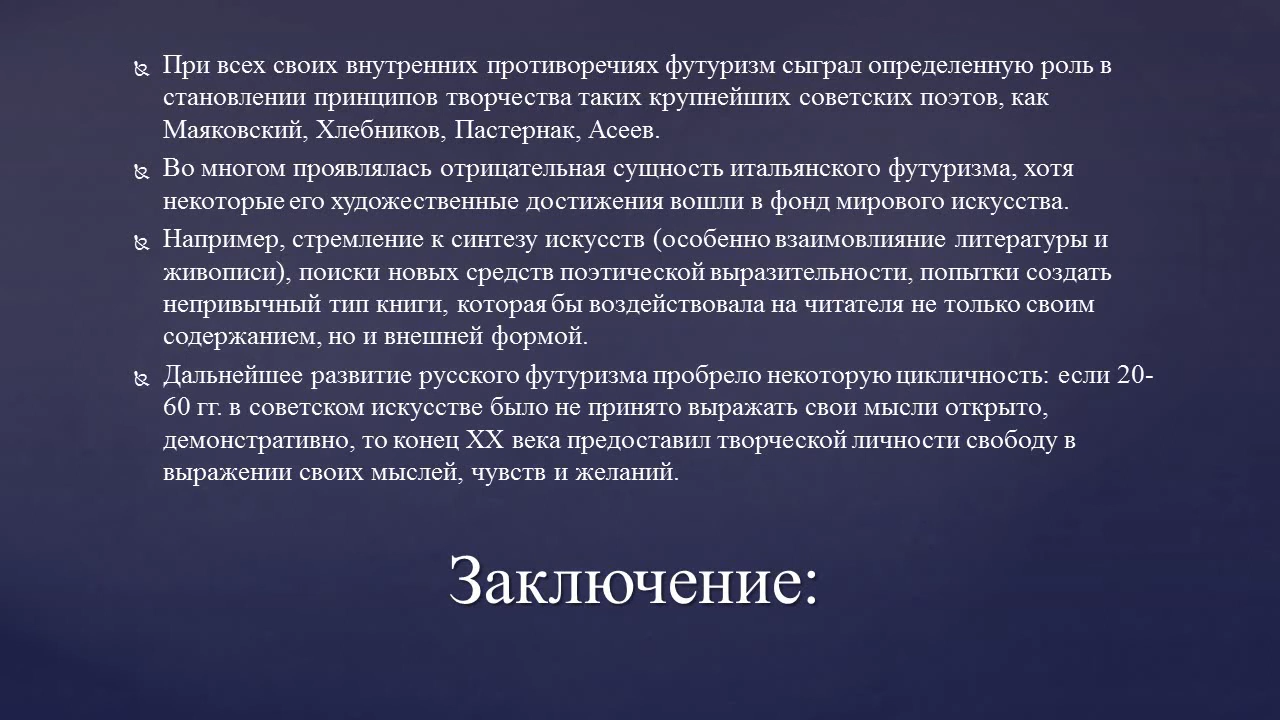 При всех своих внутренних противоречиях футуризм сыграл определенную роль в
становлении принципов творчества таких крупнейших советских поэтов, как
Маяковский, Хлебников, Пастернак, Асеев.
Во многом проявлялась отрицательная сущность итальянского футуризма, хотя
некоторые его художественные достижения вошли в фонд мирового искусства.
Например, стремление к синтезу искусств (особенно взаимовлияние литературы и
живописи), поиски новых средств поэтической выразительности, попытки создать
непривычный тип книги, которая бы воздействовала на читателя не только своим
содержанием, но и внешней формой.
Дальнейшее развитие русского футуризма пробрело некоторую цикличность: если 20-
60 гг. в советском искусстве было не принято выражать свои мысли открыто,
демонстративно, то конец XX века предоставил творческой личности свободу в
выражении своих мыслей, чувств и желаний.
Заключение: